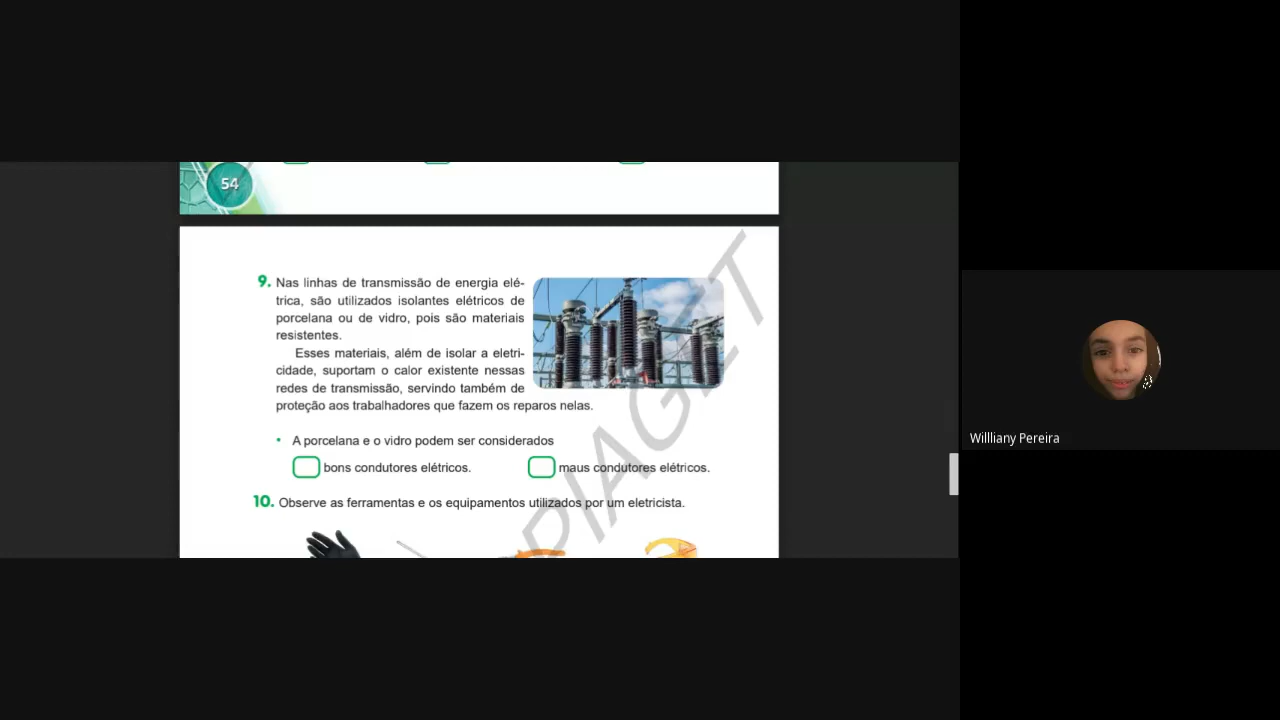 54
9. Nas linhas de transmissão de energia elé-
trica, são utilizados isolantes elétricos de
porcelana ou de vidro, pois são materiais
resistentes.
Esses materiais, além de isolar a eletri-
cidade, suportam o calor existente nessas
redes de transmissão, servindo também de
proteção aos trabalhadores que fazem os reparos nelas.
• A porcelana e o vidro podem ser considerados
bons condutores elétricos. maus condutores elétricos.
10. Observe as ferramentas e os equipamentos utilizados por um eletricista.
PIAGET
Willliany Pereira